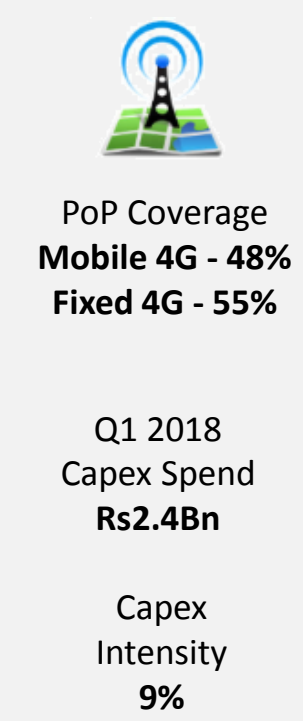 PoP Coverage
Mobile 4G - 48%
Fixed 4G - 55%
Q1 2018
Capex Spend
Rs2.4Bn
Capex
Intensity
9%